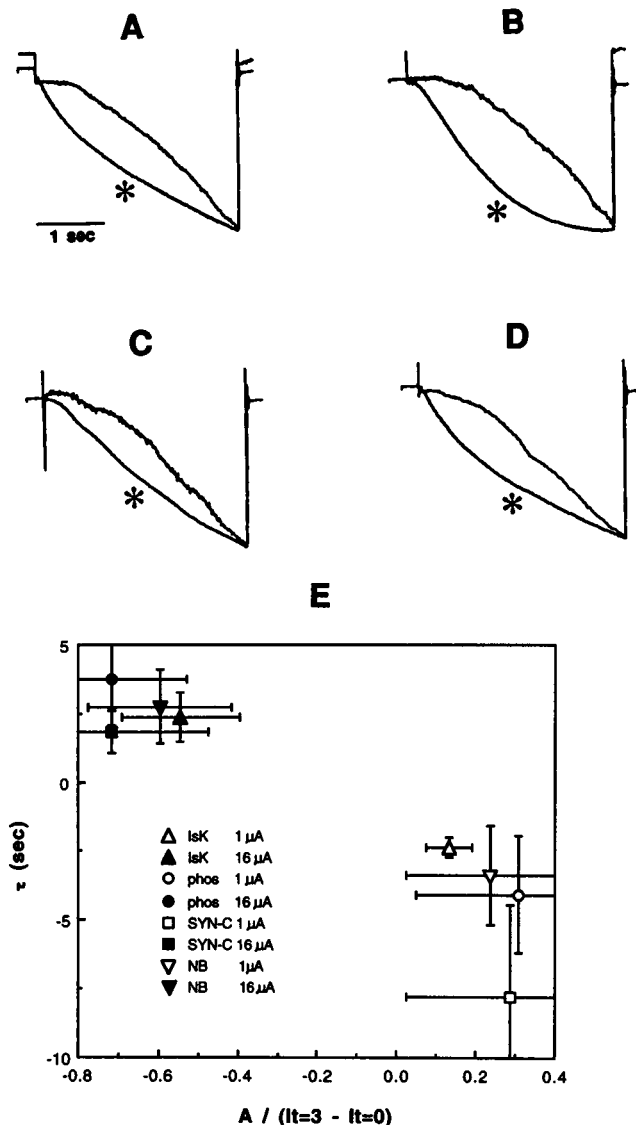 A
B
*
*
1 sec
C
D
*
*
E
5
0
-5
-10
τ (sec)
IsK 1 μA
IsK 16 μA
phos 1 μA
phos 16 μA
SYN-C 1 μA
SYN-C 16 μA
NB 1μA
NB 16 μA
-0.8
-0.6
-0.4
-0.2
0.0
0.2
0.4
A / (It=3 - It=0)